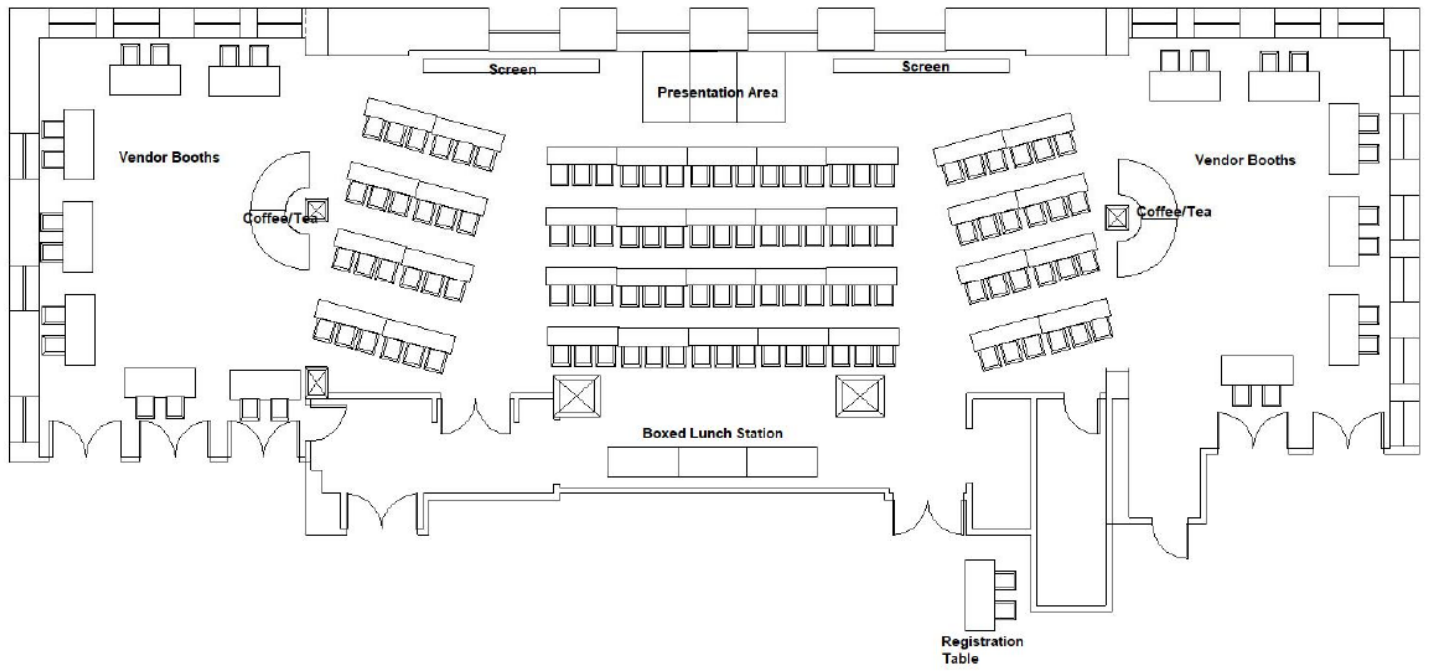 Screen
Screen
Presentation Area
Vendor Booths
Vendor Booths
Coffee/Tea
Coffee/Tea
Boxed Lunch Station
Registration
Table